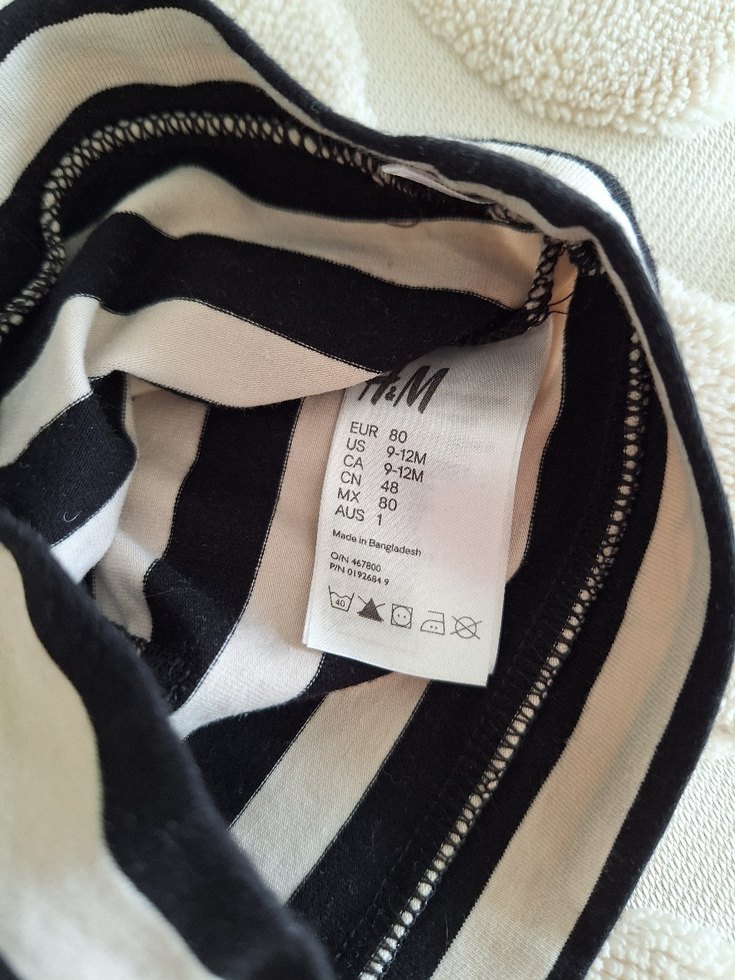 H&M
EUR 80
US 9-12M
CA 9-12M
CN 48
MX 80
AUS 1
Made in Bangladesh
O/N 467800
P/N 0192684 9
40